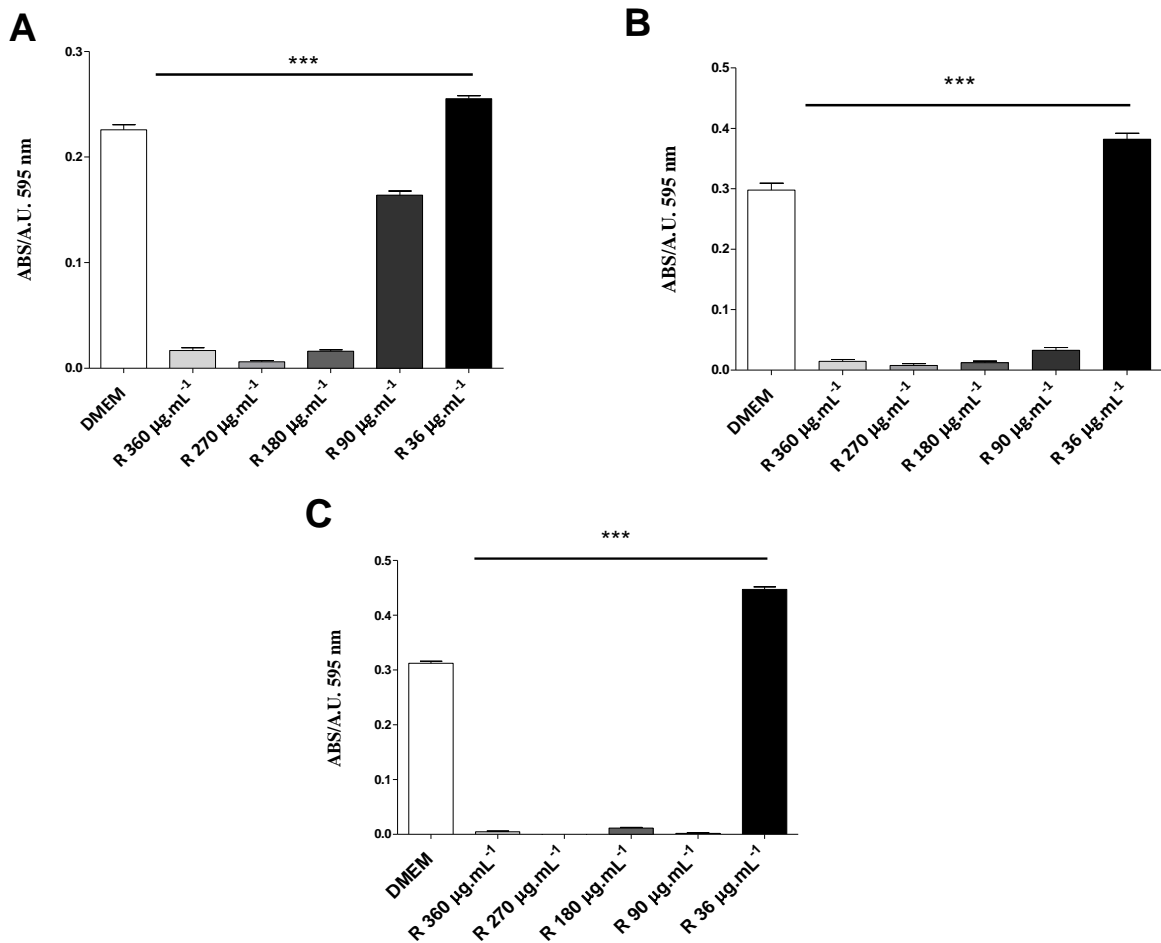 A
***
ABS/A.U. 595 nm
0.3
0.2
0.1
0.0
DMEM
R 360 µg.mL⁻¹
R 270 µg.mL⁻¹
R 180 µg.mL⁻¹
R 90 µg.mL⁻¹
R 36 µg.mL⁻¹
B
***
ABS/A.U. 595 nm
0.5
0.4
0.3
0.2
0.1
0.0
DMEM
R 360 µg.mL⁻¹
R 270 µg.mL⁻¹
R 180 µg.mL⁻¹
R 90 µg.mL⁻¹
R 36 µg.mL⁻¹
C
***
ABS/A.U. 595 nm
0.5
0.4
0.3
0.2
0.1
0.0
DMEM
R 360 µg.mL⁻¹
R 270 µg.mL⁻¹
R 180 µg.mL⁻¹
R 90 µg.mL⁻¹
R 36 µg.mL⁻¹